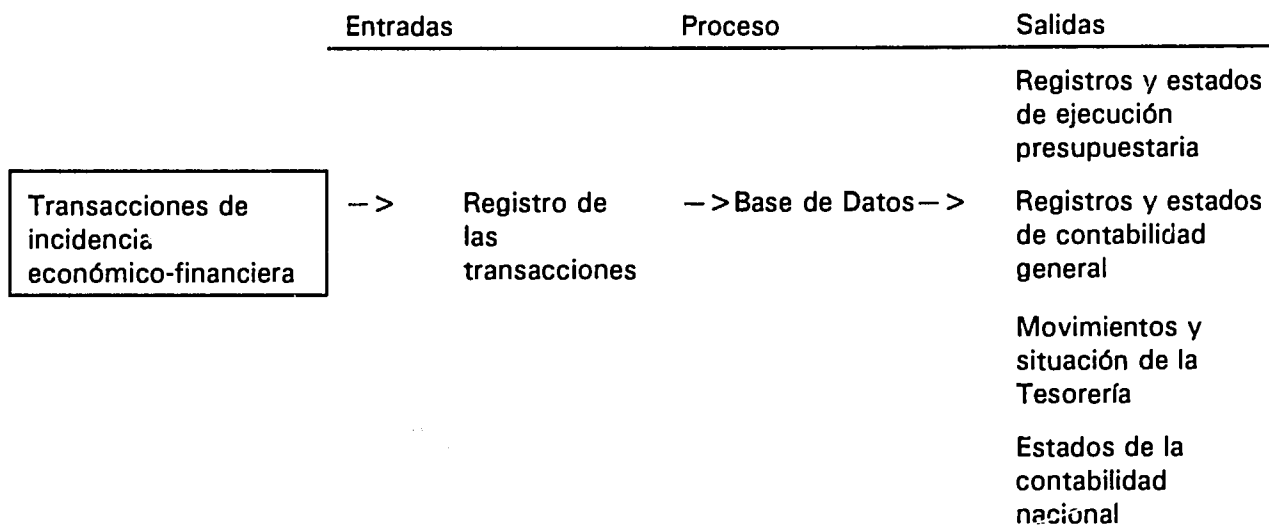 Entradas Proceso Salidas
Registros y estados
de ejecución
presupuestaria
Transacciones de
incidencia
económico-financiera
—>
Registro de
las
transacciones
—>Base de Datos—>
Registros y estados
de contabilidad
general
Movimientos y
situación de la
Tesorería
Estados de la
contabilidad
nacional